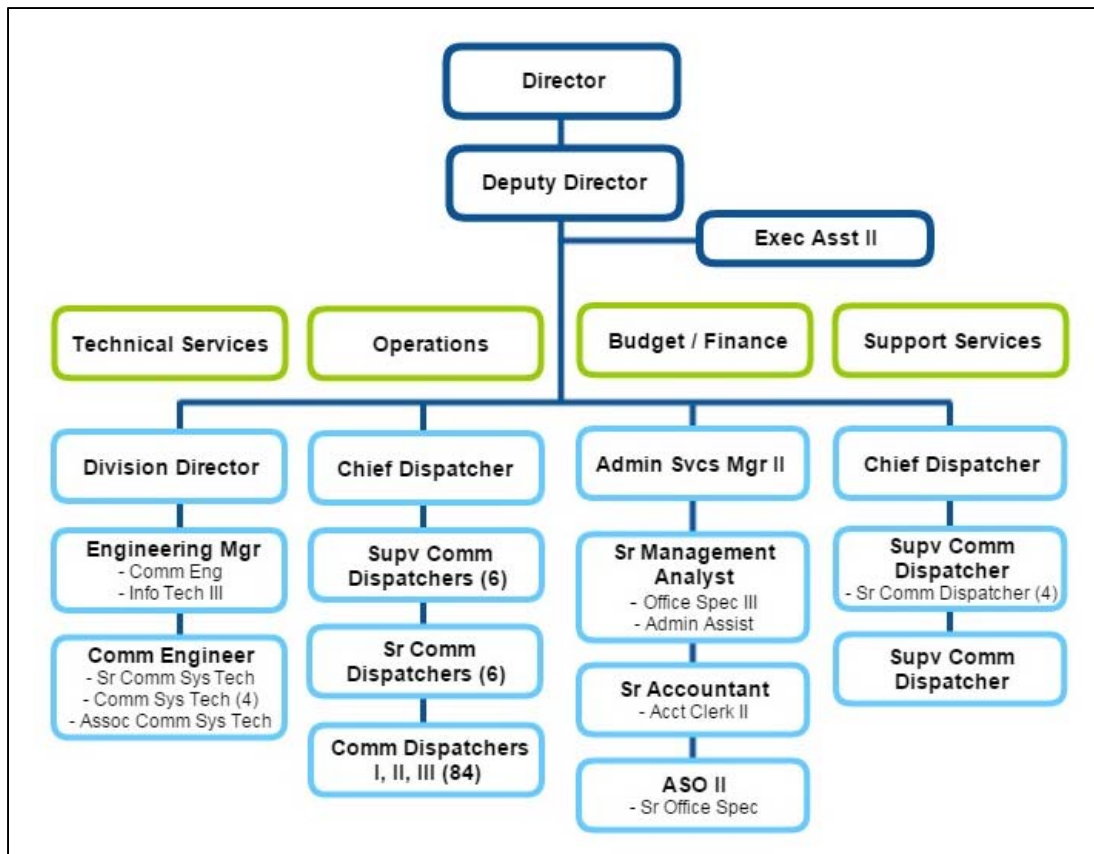 Director
Deputy Director
Exec Asst II
Technical Services
Operations
Budget / Finance
Support Services
Division Director
Chief Dispatcher
Admin Svcs Mgr II
Chief Dispatcher
Engineering Mgr
- Comm Eng
- Info Tech III
Supv Comm
Dispatchers (6)
Sr Management
Analyst
- Office Spec III
- Admin Assist
Supv Comm
Dispatcher
- Sr Comm Dispatcher (4)
Comm Engineer
- Sr Comm Sys Tech
- Comm Sys Tech (4)
- Assoc Comm Sys Tech
Sr Comm
Dispatchers (6)
Sr Accountant
- Acct Clerk II
Supv Comm
Dispatcher
Comm Dispatchers
I, II, III (84)
ASO II
- Sr Office Spec